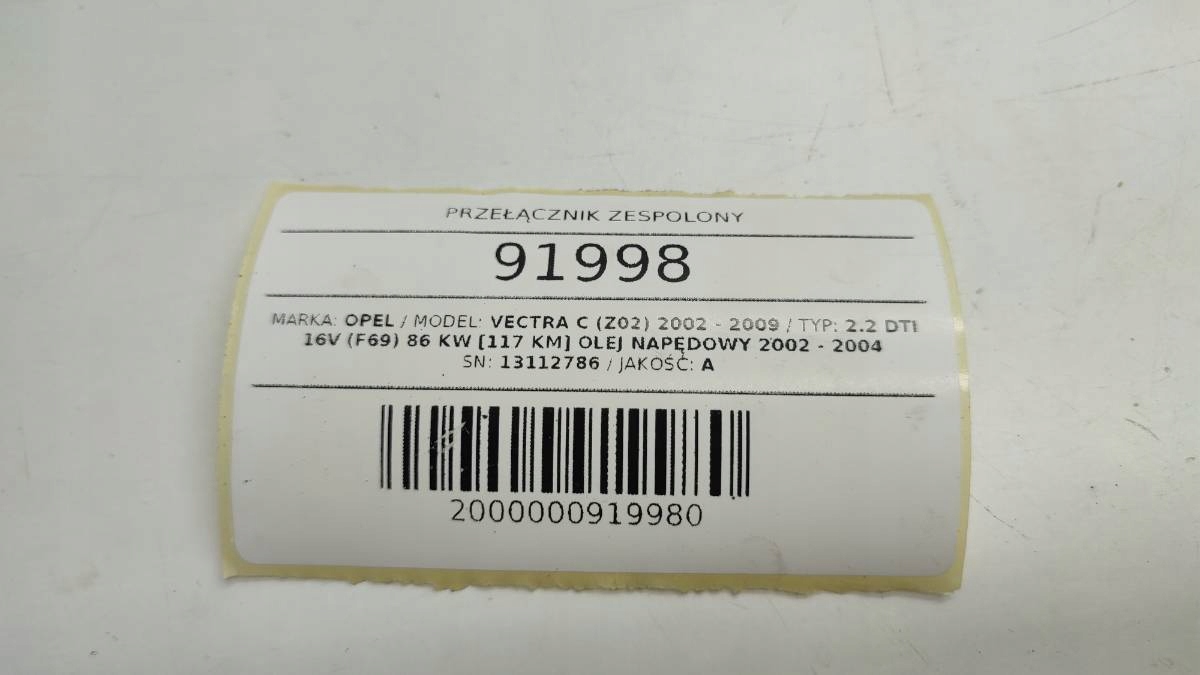 PRZEŁĄCZNIK ZESPOLONY
91998
MARKA: OPEL / MODEL: VECTRA C (Z02) 2002 - 2009 / TYP: 2.2 DTI
16V (F69) 86 KW [117 KM] OLEJ NAPĘDOWY 2002 - 2004
SN: 13112786 / JAKOŚĆ: A
2000000919980